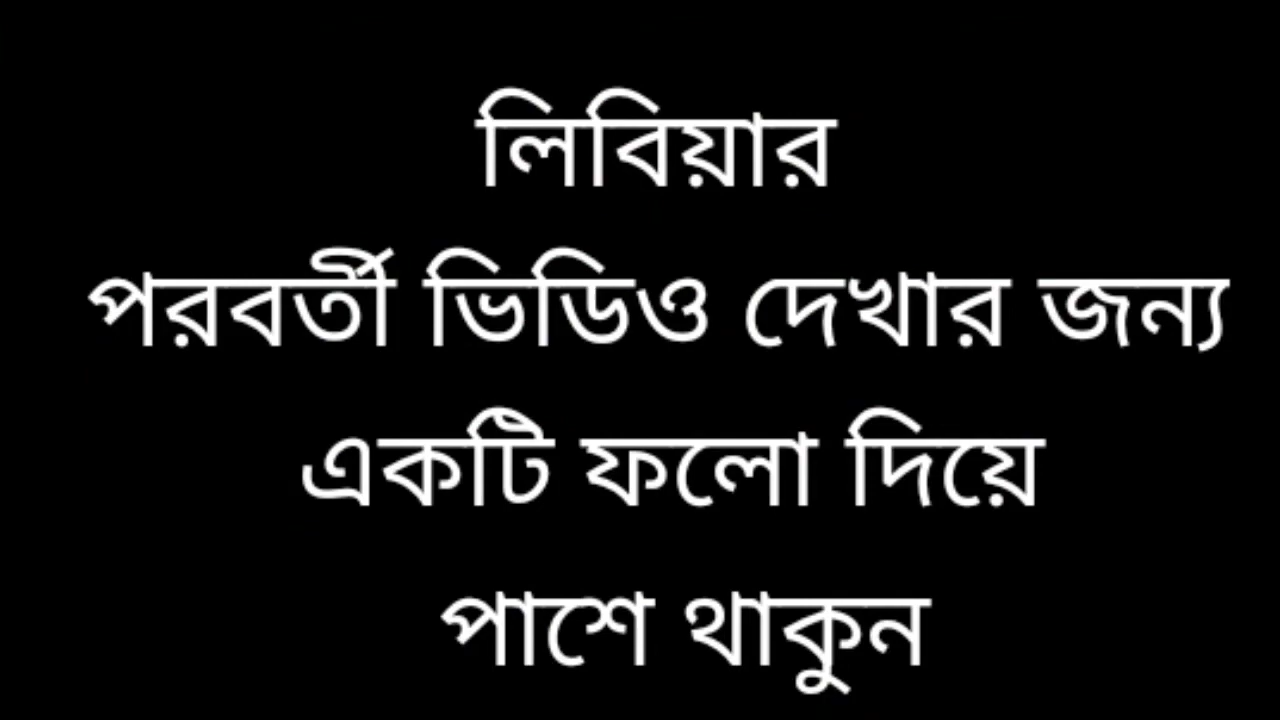 লিবিয়ার
পরবর্তী ভিডিও দেখার জন্য
একটি ফলো দিয়ে
পাশে থাকুন